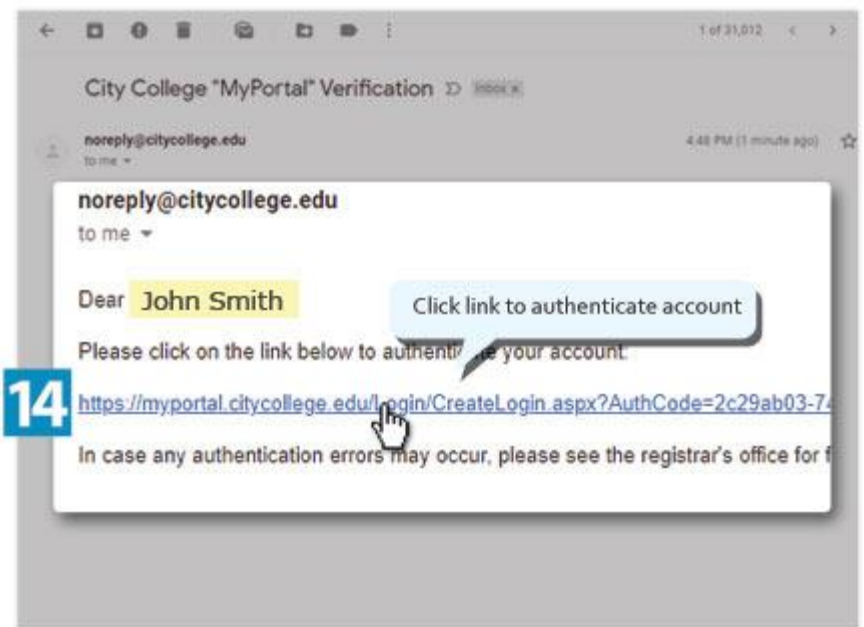 1 of 31,012
City College "MyPortal" Verification Inbox x
noreply@citycollege.edu 4:48 PM (1 minute ago)
to me
noreply@citycollege.edu
to me
Dear John Smith
Click link to authenticate account
Please click on the link below to authenti te your account.
14
https://myportal.citycollege.edu/Login/CreateLogin.aspx?AuthCode=2c29ab03-74
In case any authentication errors may occur, please see the registrar's office for f